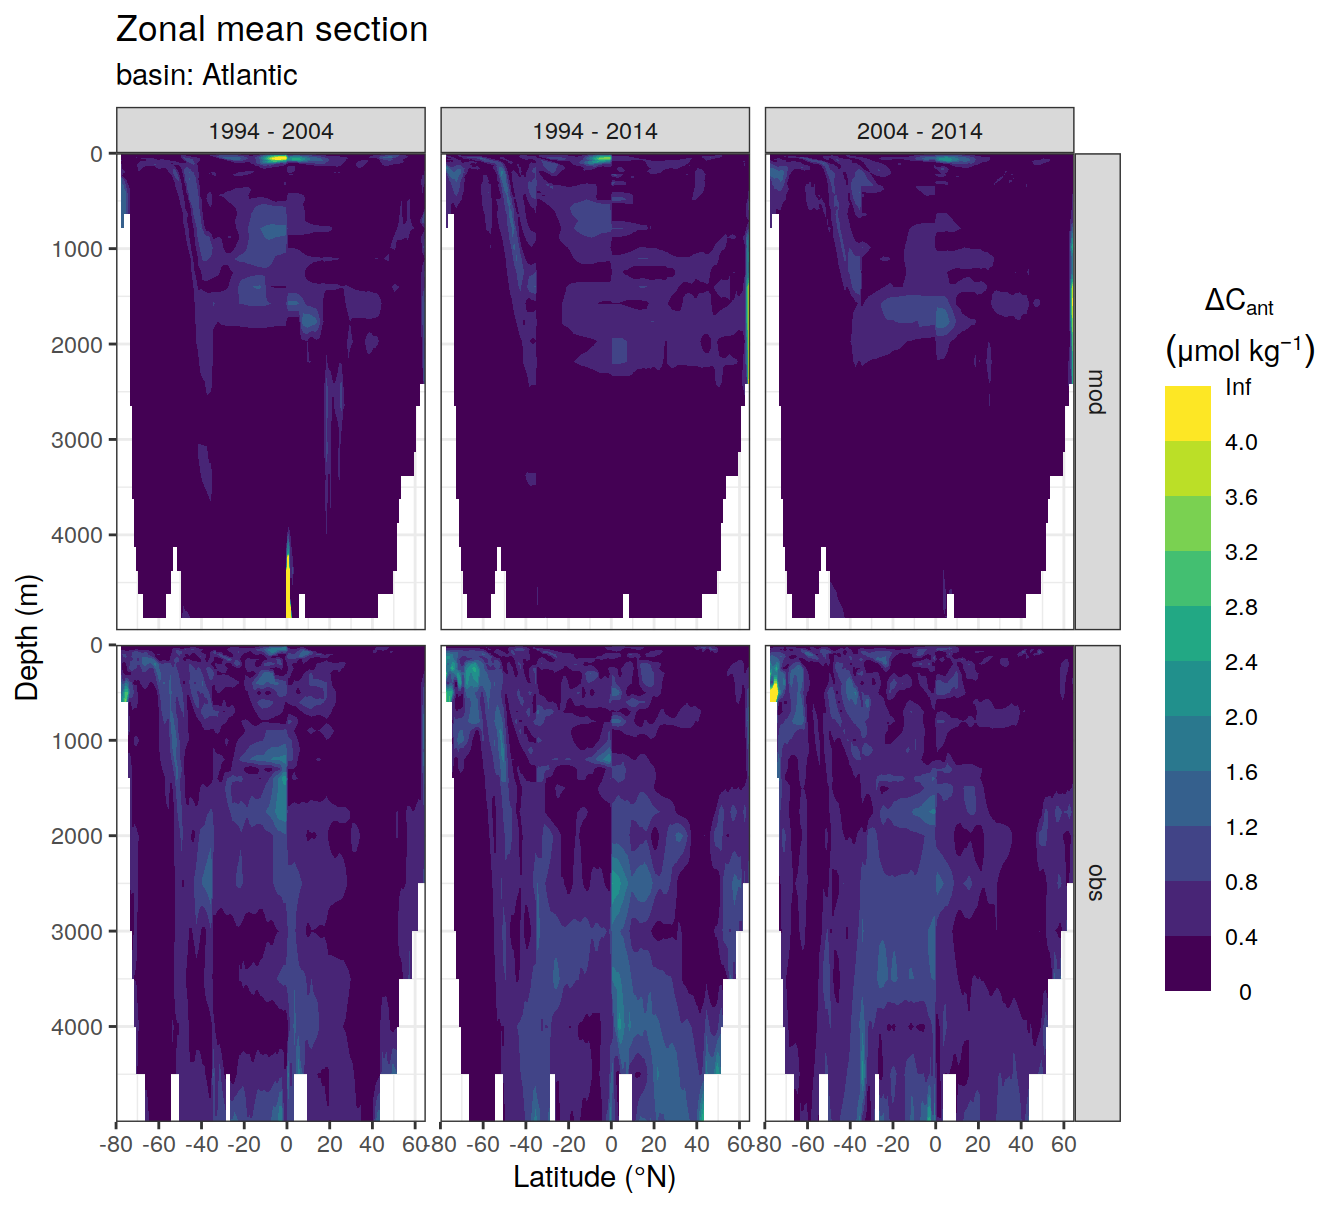 Zonal mean section
basin: Atlantic
1994 - 2004
1994 - 2014
2004 - 2014
0
1000
2000
3000
4000
mod
0
1000
2000
3000
4000
obs
Depth (m)
-80 -60 -40 -20 0 20 40 60
-80 -60 -40 -20 0 20 40 60
-80 -60 -40 -20 0 20 40 60
Latitude (°N)
ΔCant
(μmol kg⁻¹)
Inf
4.0
3.6
3.2
2.8
2.4
2.0
1.6
1.2
0.8
0.4
0